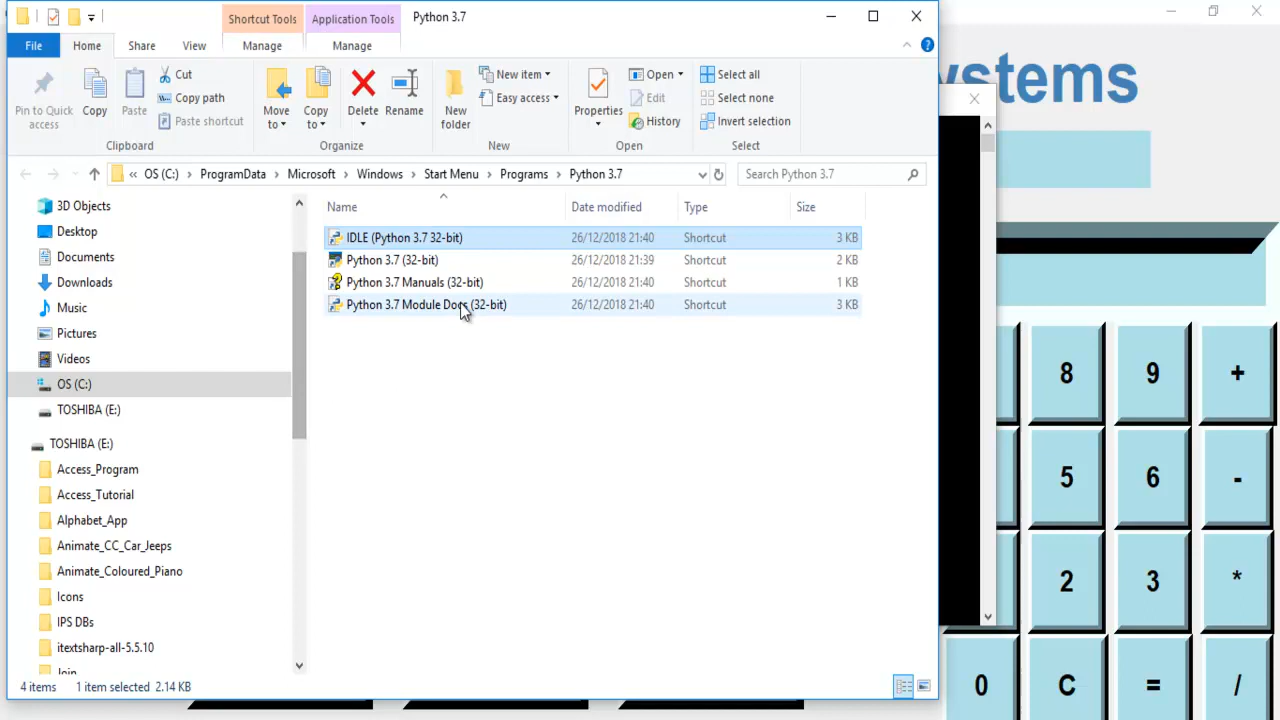 Shortcut Tools
Application Tools
Python 3.7
File
Home
Share
View
Manage
Manage
Pin to Quick access
Copy
Paste
Cut
Copy path
Paste shortcut
Clipboard
Move to
Copy to
Delete
Rename
Organize
New folder
New item
Easy access
New
Properties
Open
Edit
History
Open
Select all
Select none
Invert selection
Select
« OS (C:) › ProgramData › Microsoft › Windows › Start Menu › Programs › Python 3.7
Search Python 3.7
Name
Date modified
Type
Size
IDLE (Python 3.7 32-bit) 26/12/2018 21:40 Shortcut 3 KB
Python 3.7 (32-bit) 26/12/2018 21:39 Shortcut 2 KB
Python 3.7 Manuals (32-bit) 26/12/2018 21:40 Shortcut 1 KB
Python 3.7 Module Docs (32-bit) 26/12/2018 21:40 Shortcut 3 KB
3D Objects
Desktop
Documents
Downloads
Music
Pictures
Videos
OS (C:)
TOSHIBA (E:)
TOSHIBA (E:)
Access_Program
Access_Tutorial
Alphabet_App
Animate_CC_Car_Jeeps
Animate_Coloured_Piano
Icons
IPS DBs
itextsharp-all-5.5.10
Join
4 items 1 item selected 2.14 KB
ystems
8 9 +
5 6 -
2 3 *
0 C = /